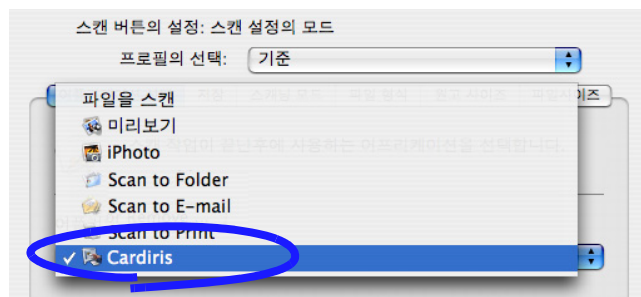 스캔 버튼의 설정: 스캔 설정의 모드
프로필의 선택: 기준
이즈
파일을 스캔
미리보기
iPhoto
Scan to Folder
Scan to E-mail
Scan to Print
Cardiris